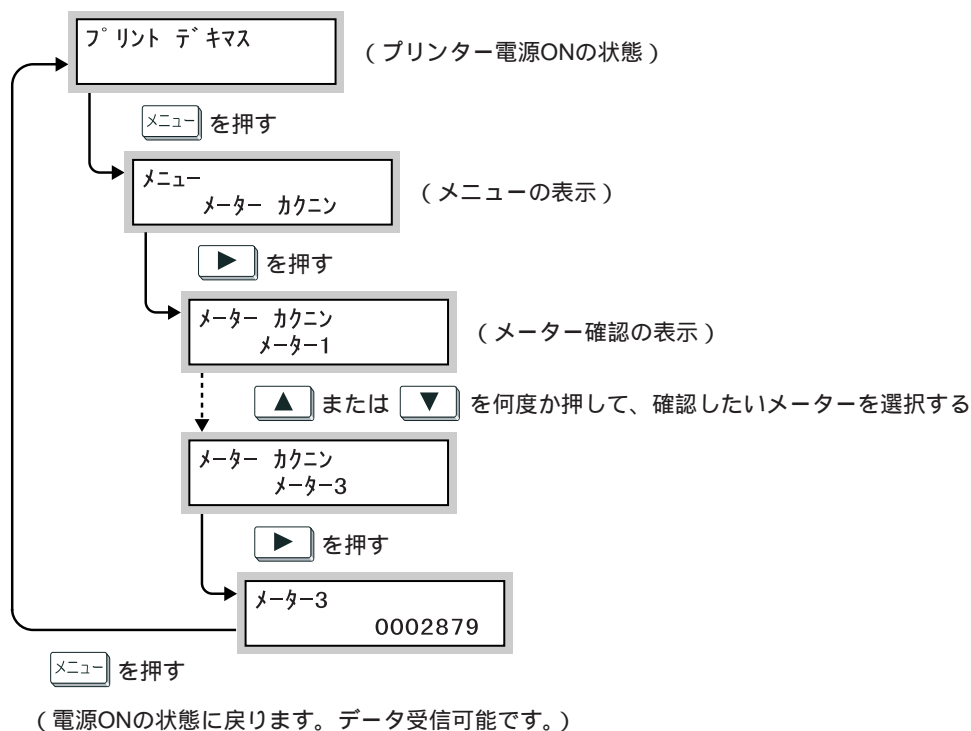 プリント デキマス
(プリンター電源ONの状態)
メニュー を押す
メニュー
メーター カクニン
(メニューの表示)
▶ を押す
メーター カクニン
メーター1
(メーター確認の表示)
▲ または ▼ を何度か押して、確認したいメーターを選択する
メーター カクニン
メーター3
▶ を押す
メーター3
0002879
メニュー を押す
(電源ONの状態に戻ります。データ受信可能です。)